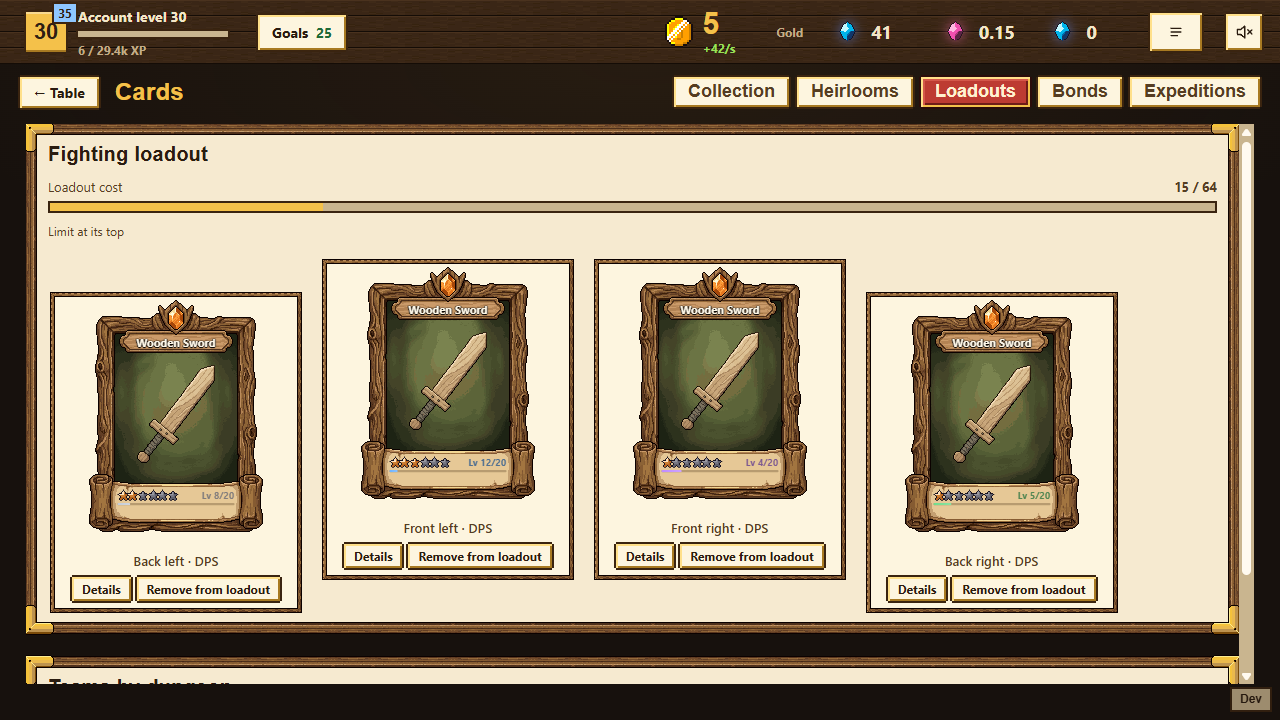 30
35
Account level 30
6 / 29.4k XP
Goals 25
5
+42/s
Gold
41
0.15
0
← Table
Cards
Collection
Heirlooms
Loadouts
Bonds
Expeditions
Fighting loadout
Loadout cost
15 / 64
Limit at its top
Wooden Sword
Lv 8/20
Back left · DPS
Details
Remove from loadout
Wooden Sword
Lv 12/20
Front left · DPS
Details
Remove from loadout
Wooden Sword
Lv 4/20
Front right · DPS
Details
Remove from loadout
Wooden Sword
Lv 5/20
Back right · DPS
Details
Remove from loadout
Teams by dungeon
Dev